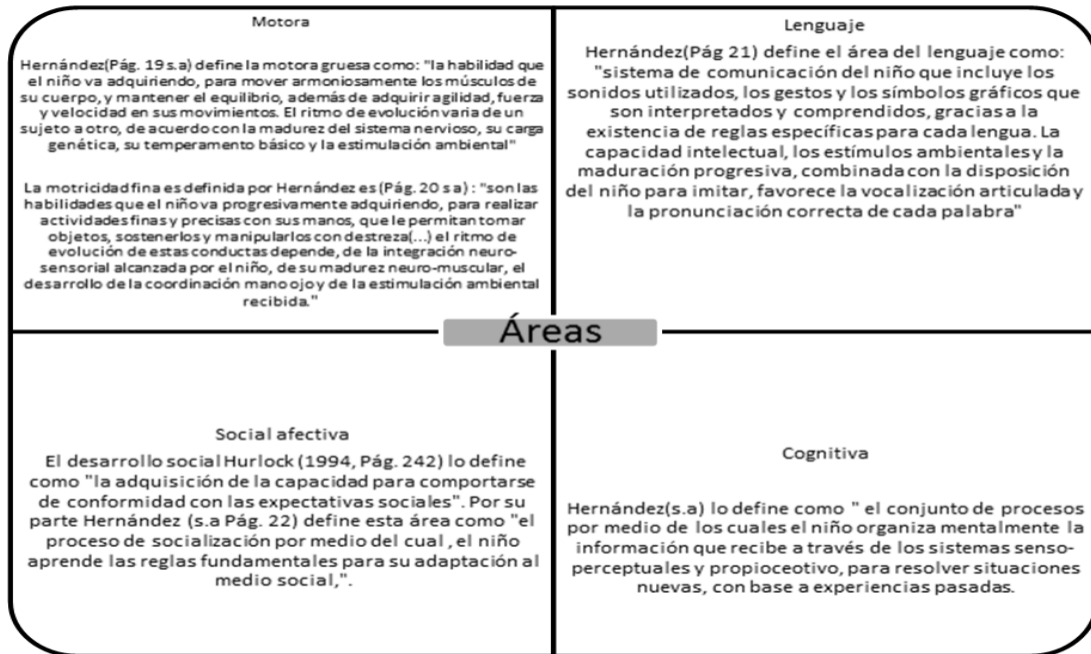 Motora
Hernández(Pág. 19 s.a) define la motora gruesa como: "la habilidad que
el niño va adquiriendo, para mover armoniosamente los músculos de
su cuerpo, y mantener el equilibrio, además de adquirir agilidad, fuerza
y velocidad en sus movimientos. El ritmo de evolución varia de un
sujeto a otro, de acuerdo con la madurez del sistema nervioso, su carga
genética, su temperamento básico y la estimulación ambiental"
La motricidad fina es definida por Hernández es (Pág. 20 s a) : "son las
habilidades que el niño va progresivamente adquiriendo, para realizar
actividades finas y precisas con sus manos, que le permitan tomar
objetos, sostenerlos y manipularlos con destreza(...) el ritmo de
evolución de estas conductas depende, de la integración neuro-
sensorial alcanzada por el niño, de su madurez neuro-muscular, el
desarrollo de la coordinación mano ojo y de la estimulación ambiental
recibida."
Lenguaje
Hernández(Pág 21) define el área del lenguaje como:
"sistema de comunicación del niño que incluye los
sonidos utilizados, los gestos y los símbolos gráficos que
son interpretados y comprendidos, gracias a la
existencia de reglas específicas para cada lengua. La
capacidad intelectual, los estímulos ambientales y la
maduración progresiva, combinada con la disposición
del niño para imitar, favorece la vocalización articulada y
la pronunciación correcta de cada palabra"
Áreas
Social afectiva
El desarrollo social Hurlock (1994, Pág. 242) lo define
como "la adquisición de la capacidad para comportarse
de conformidad con las expectativas sociales". Por su
parte Hernández (s.a Pág. 22) define esta área como "el
proceso de socialización por medio del cual , el niño
aprende las reglas fundamentales para su adaptación al
medio social,".
Cognitiva
Hernández(s.a) lo define como " el conjunto de procesos
por medio de los cuales el niño organiza mentalmente la
información que recibe a través de los sistemas senso-
perceptuales y propioceotivo, para resolver situaciones
nuevas, con base a experiencias pasadas.